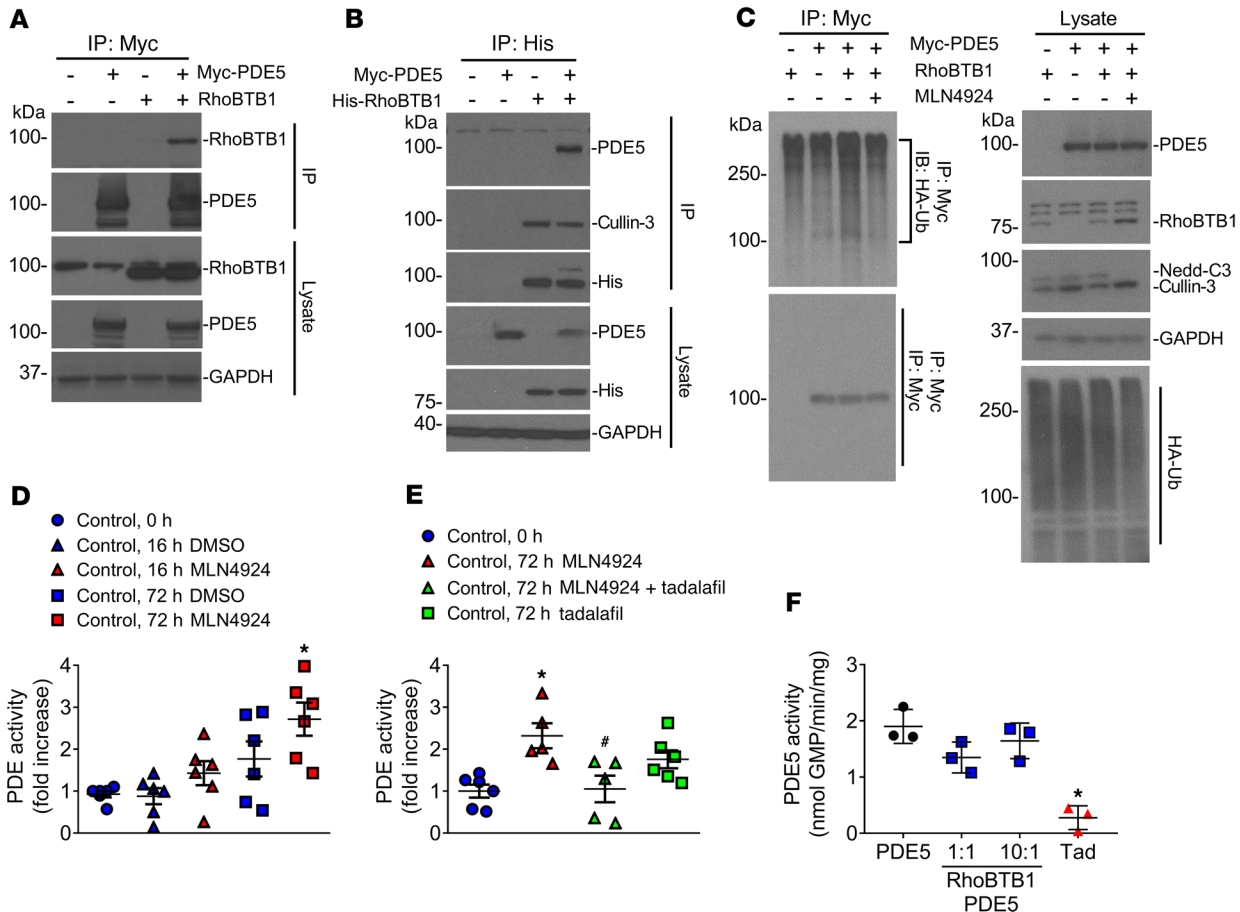 A
IP: Myc
- + - + Myc-PDE5
- - + + RhoBTB1
kDa
100-
-RhoBTB1
100-
-PDE5
IP
100-
-RhoBTB1
100-
-PDE5
37-
-GAPDH
Lysate
B
IP: His
Myc-PDE5 - + - +
His-RhoBTB1 - - + +
kDa
100-
-PDE5
100-
-Cullin-3
100-
-His
IP
100-
-PDE5
75-
-His
40-
-GAPDH
Lysate
C
IP: Myc
Lysate
- + + + Myc-PDE5 - + + +
+ - + + RhoBTB1 + - + +
- - - + MLN4924 - - - +
kDa
250-
100-
IP: Myc
IB: HA-Ub
100-
IP: Myc
IP: Myc
kDa
100-
-PDE5
75-
-RhoBTB1
100-
-Nedd-C3
-Cullin-3
37-
-GAPDH
250-
100-
HA-Ub
D
Control, 0 h
Control, 16 h DMSO
Control, 16 h MLN4924
Control, 72 h DMSO
Control, 72 h MLN4924
PDE activity
(fold increase)
4
3
2
1
0
*
E
Control, 0 h
Control, 72 h MLN4924
Control, 72 h MLN4924 + tadalafil
Control, 72 h tadalafil
PDE activity
(fold increase)
4
3
2
1
0
*
#
F
PDE5 activity
(nmol GMP/min/mg)
3
2
1
0
*
PDE5 1:1 10:1 Tad
RhoBTB1
PDE5